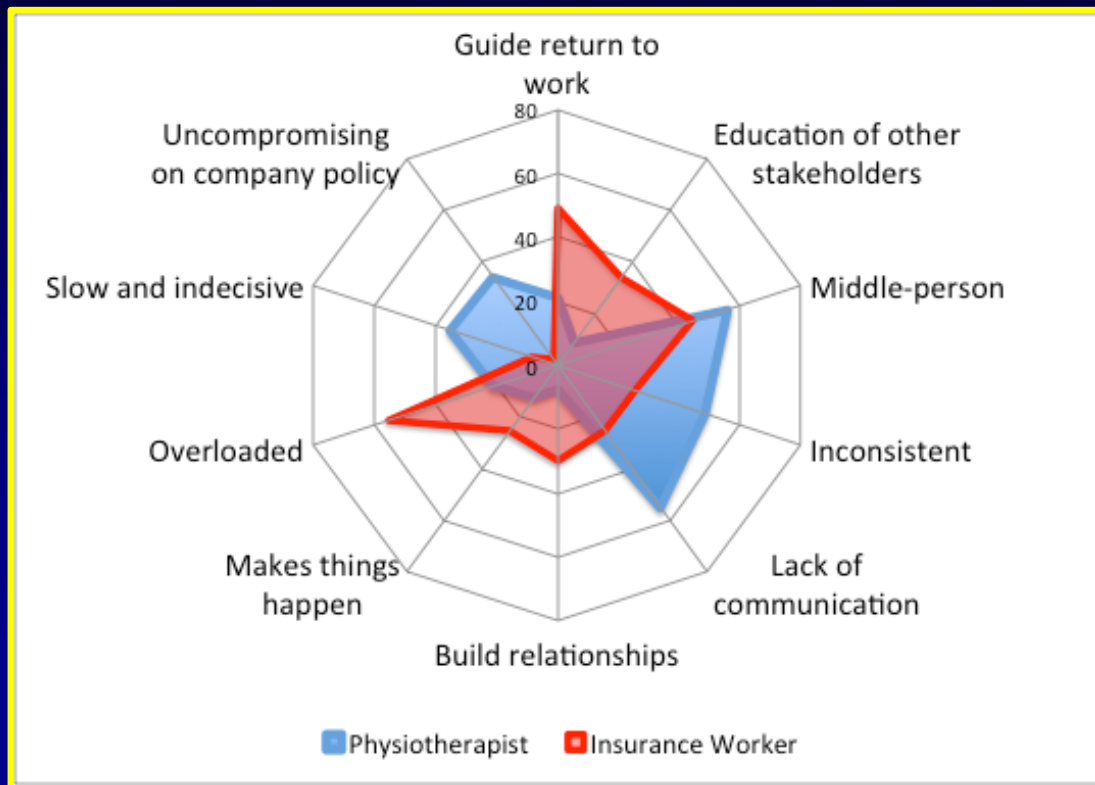 Guide return to
work
Education of other
stakeholders
Middle-person
Inconsistent
Lack of
communication
Build relationships
Makes things
happen
Overloaded
Slow and indecisive
Uncompromising
on company policy
80
60
40
20
0
Physiotherapist
Insurance Worker